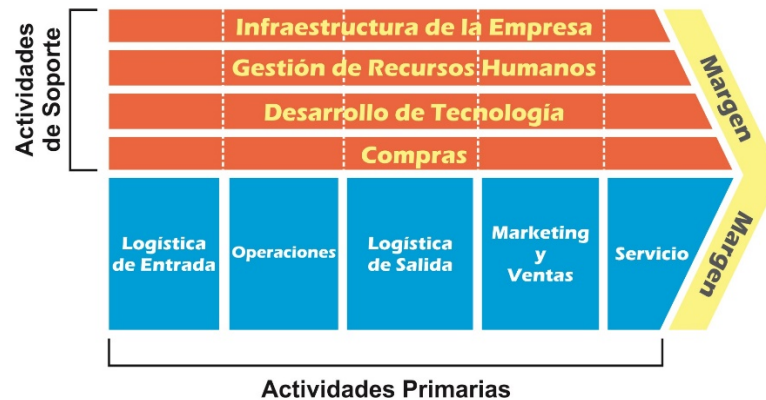 Actividades
de Soporte
Infraestructura de la Empresa
Gestión de Recursos Humanos
Desarrollo de Tecnología
Compras
Margen
Margen
Logística
de Entrada
Operaciones
Logística
de Salida
Marketing
y
Ventas
Servicio
Actividades Primarias